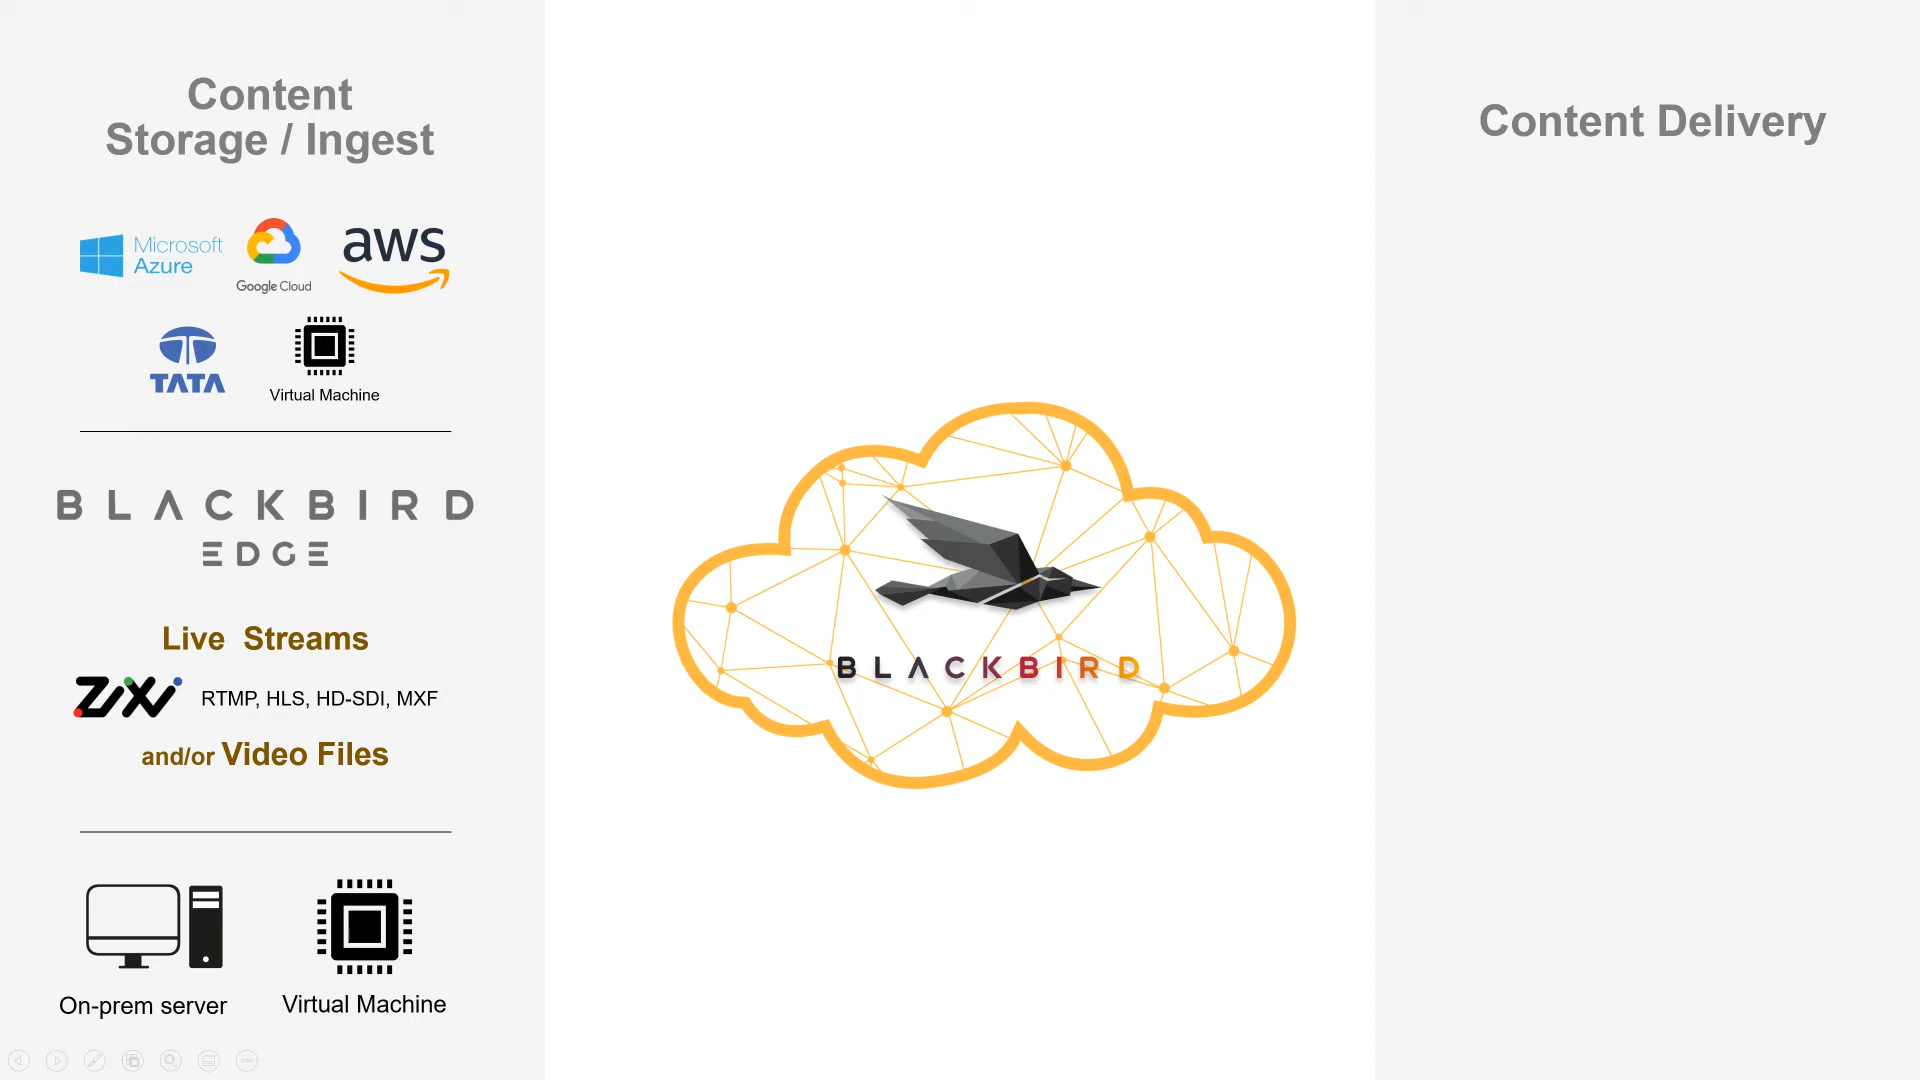 Content
Storage / Ingest
Microsoft
Azure
Google Cloud
aws
TATA
Virtual Machine
BLACKBIRD
EDGE
Live  Streams
ZiXi
RTMP, HLS, HD-SDI, MXF
and/or Video Files
On-prem server
Virtual Machine
BLACKBIRD
Content Delivery